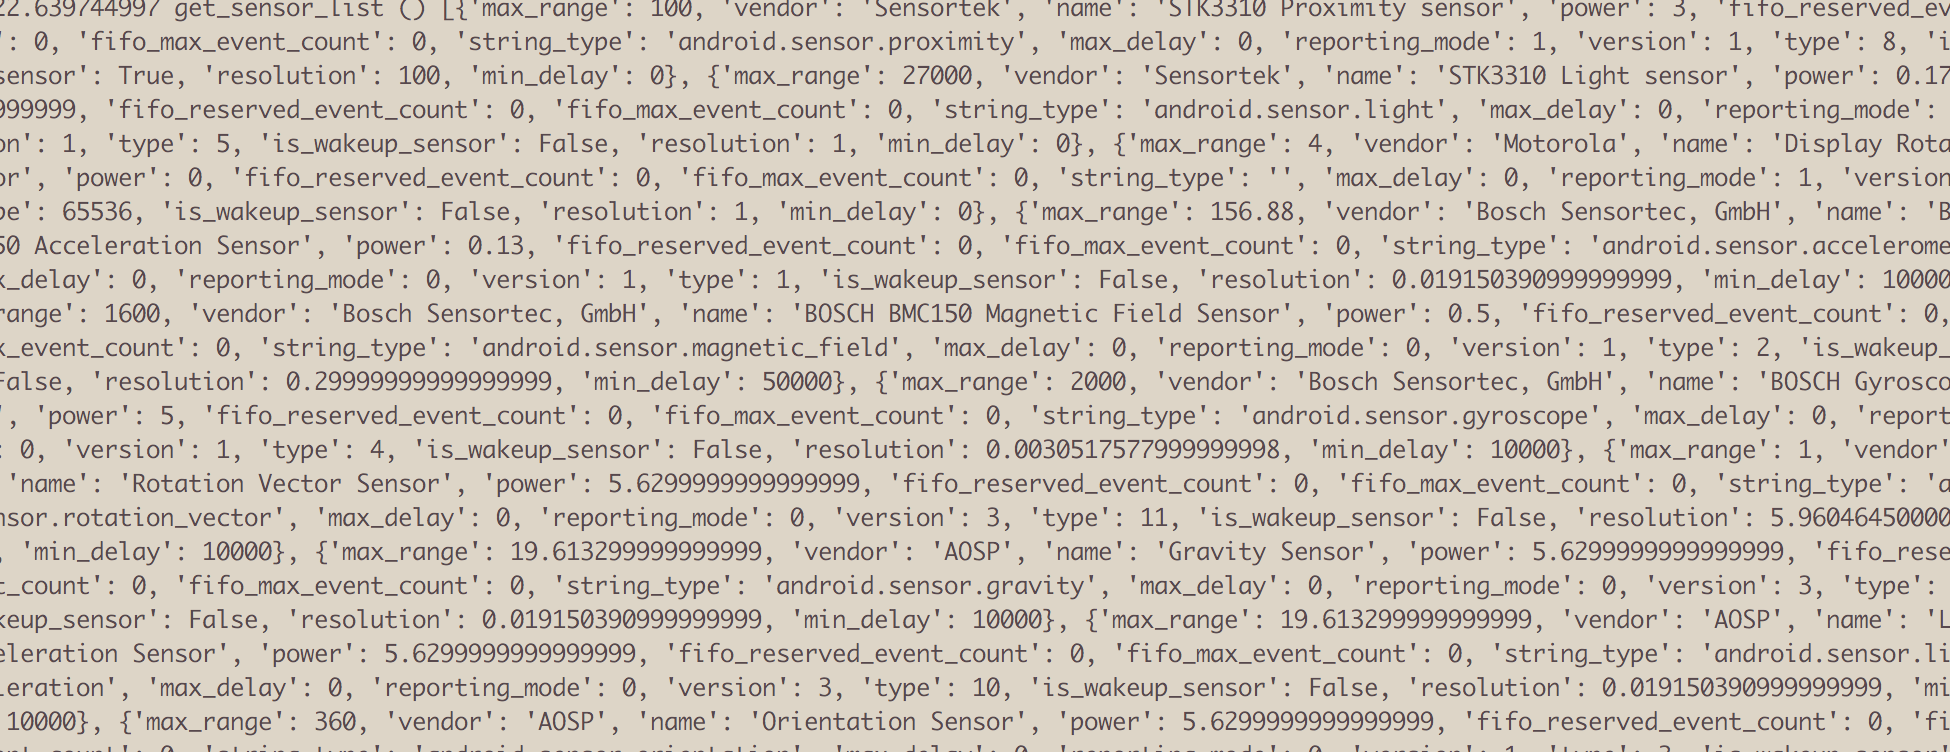 22.639744997 get_sensor_list () [{'max_range': 100, 'vendor': 'Sensortek', 'name': 'STK3310 Proximity sensor', 'power': 3, 'fifo_reserved_ev
': 0, 'fifo_max_event_count': 0, 'string_type': 'android.sensor.proximity', 'max_delay': 0, 'reporting_mode': 1, 'version': 1, 'type': 8, 'i
sensor': True, 'resolution': 100, 'min_delay': 0}, {'max_range': 27000, 'vendor': 'Sensortek', 'name': 'STK3310 Light sensor', 'power': 0.17
999999, 'fifo_reserved_event_count': 0, 'fifo_max_event_count': 0, 'string_type': 'android.sensor.light', 'max_delay': 0, 'reporting_mode':
on': 1, 'type': 5, 'is_wakeup_sensor': False, 'resolution': 1, 'min_delay': 0}, {'max_range': 4, 'vendor': 'Motorola', 'name': 'Display Rota
or', 'power': 0, 'fifo_reserved_event_count': 0, 'fifo_max_event_count': 0, 'string_type': '', 'max_delay': 0, 'reporting_mode': 1, 'version
pe': 65536, 'is_wakeup_sensor': False, 'resolution': 1, 'min_delay': 0}, {'max_range': 156.88, 'vendor': 'Bosch Sensortec, GmbH', 'name': 'B
50 Acceleration Sensor', 'power': 0.13, 'fifo_reserved_event_count': 0, 'fifo_max_event_count': 0, 'string_type': 'android.sensor.accelerome
x_delay': 0, 'reporting_mode': 0, 'version': 1, 'type': 1, 'is_wakeup_sensor': False, 'resolution': 0.019150390999999999, 'min_delay': 10000
range': 1600, 'vendor': 'Bosch Sensortec, GmbH', 'name': 'BOSCH BMC150 Magnetic Field Sensor', 'power': 0.5, 'fifo_reserved_event_count': 0,
x_event_count': 0, 'string_type': 'android.sensor.magnetic_field', 'max_delay': 0, 'reporting_mode': 0, 'version': 1, 'type': 2, 'is_wakeup_
False, 'resolution': 0.29999999999999999, 'min_delay': 50000}, {'max_range': 2000, 'vendor': 'Bosch Sensortec, GmbH', 'name': 'BOSCH Gyrosco
', 'power': 5, 'fifo_reserved_event_count': 0, 'fifo_max_event_count': 0, 'string_type': 'android.sensor.gyroscope', 'max_delay': 0, 'report
: 0, 'version': 1, 'type': 4, 'is_wakeup_sensor': False, 'resolution': 0.0030517577999999998, 'min_delay': 10000}, {'max_range': 1, 'vendor'
'name': 'Rotation Vector Sensor', 'power': 5.6299999999999999, 'fifo_reserved_event_count': 0, 'fifo_max_event_count': 0, 'string_type': 'a
nsor.rotation_vector', 'max_delay': 0, 'reporting_mode': 0, 'version': 3, 'type': 11, 'is_wakeup_sensor': False, 'resolution': 5.96046450000
, 'min_delay': 10000}, {'max_range': 19.613299999999999, 'vendor': 'AOSP', 'name': 'Gravity Sensor', 'power': 5.6299999999999999, 'fifo_rese
t_count': 0, 'fifo_max_event_count': 0, 'string_type': 'android.sensor.gravity', 'max_delay': 0, 'reporting_mode': 0, 'version': 3, 'type':
keup_sensor': False, 'resolution': 0.019150390999999999, 'min_delay': 10000}, {'max_range': 19.613299999999999, 'vendor': 'AOSP', 'name': 'L
eleration Sensor', 'power': 5.6299999999999999, 'fifo_reserved_event_count': 0, 'fifo_max_event_count': 0, 'string_type': 'android.sensor.li
leration', 'max_delay': 0, 'reporting_mode': 0, 'version': 3, 'type': 10, 'is_wakeup_sensor': False, 'resolution': 0.019150390999999999, 'mi
10000}, {'max_range': 360, 'vendor': 'AOSP', 'name': 'Orientation Sensor', 'power': 5.6299999999999999, 'fifo_reserved_event_count': 0, 'fi